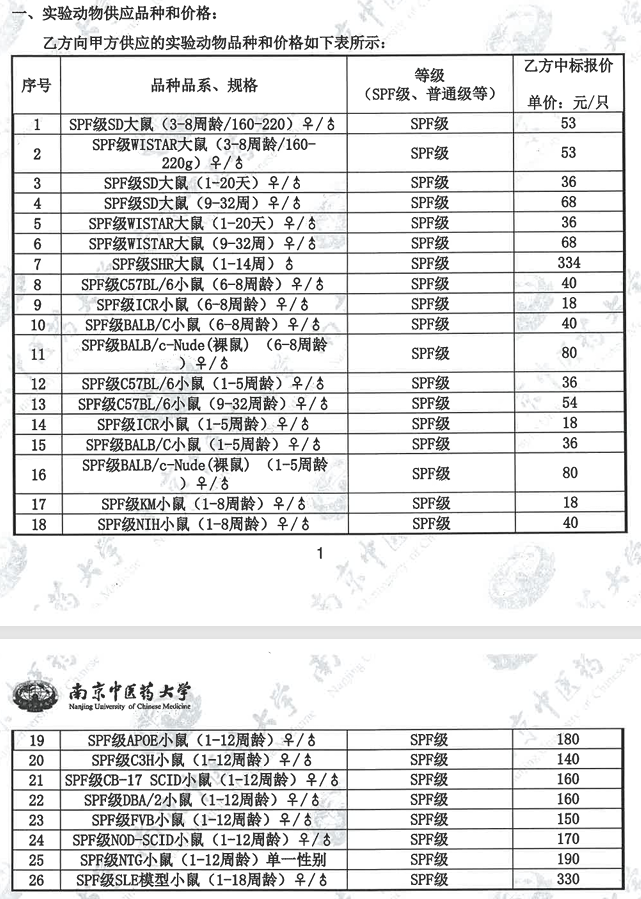 一、实验动物供应品种和价格：
乙方向甲方供应的实验动物品种和价格如下表所示：
序号 品种品系、规格 等级（SPF级、普通级等） 乙方中标报价 单价：元/只
1 SPF级SD大鼠（3-8周龄/160-220）♀/♂ SPF级 53
2 SPF级WISTAR大鼠（3-8周龄/160-220g）♀/♂ SPF级 53
3 SPF级SD大鼠（1-20天）♀/♂ SPF级 36
4 SPF级SD大鼠（9-32周）♀/♂ SPF级 68
5 SPF级WISTAR大鼠（1-20天）♀/♂ SPF级 36
6 SPF级WISTAR大鼠（9-32周）♀/♂ SPF级 68
7 SPF级SHR大鼠（1-14周）♂ SPF级 334
8 SPF级C57BL/6小鼠（6-8周龄）♀/♂ SPF级 40
9 SPF级ICR小鼠（6-8周龄）♀/♂ SPF级 18
10 SPF级BALB/C小鼠（6-8周龄）♀/♂ SPF级 40
11 SPF级BALB/c-Nude(裸鼠)（6-8周龄）♀/♂ SPF级 80
12 SPF级C57BL/6小鼠（1-5周龄）♀/♂ SPF级 36
13 SPF级C57BL/6小鼠（9-32周龄）♀/♂ SPF级 54
14 SPF级ICR小鼠（1-5周龄）♀/♂ SPF级 18
15 SPF级BALB/C小鼠（1-5周龄）♀/♂ SPF级 36
16 SPF级BALB/c-Nude(裸鼠)（1-5周龄）♀/♂ SPF级 80
17 SPF级KM小鼠（1-8周龄）♀/♂ SPF级 18
18 SPF级NIH小鼠（1-8周龄）♀/♂ SPF级 40
1
南京中医药大学
Nanjing University of Chinese Medicine
19 SPF级APOE小鼠（1-12周龄）♀/♂ SPF级 180
20 SPF级C3H小鼠（1-12周龄）♀/♂ SPF级 140
21 SPF级CB-17 SCID小鼠（1-12周龄）♀/♂ SPF级 160
22 SPF级DBA/2小鼠（1-12周龄）♀/♂ SPF级 160
23 SPF级FVB小鼠（1-12周龄）♀/♂ SPF级 150
24 SPF级NOD-SCID小鼠（1-12周龄）♀/♂ SPF级 170
25 SPF级NTG小鼠（1-12周龄）单一性别 SPF级 190
26 SPF级SLE模型小鼠（1-18周龄）♀/♂ SPF级 330